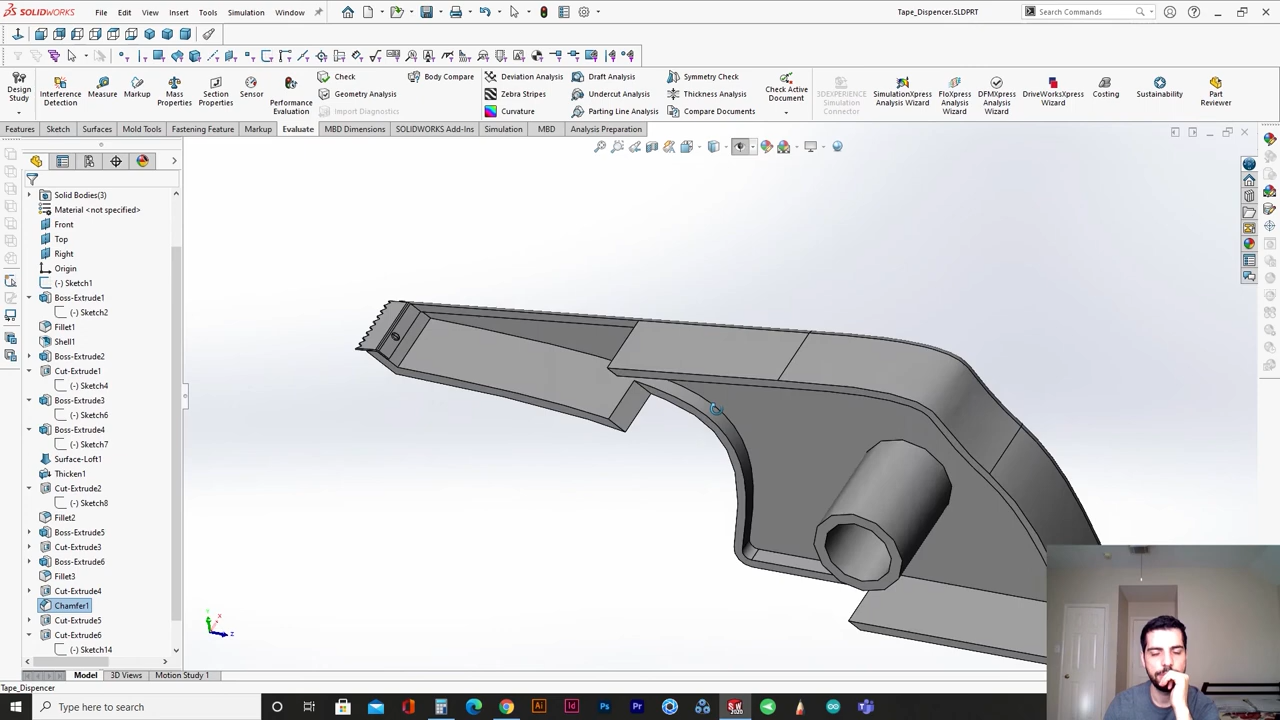 SOLIDWORKS File Edit View Insert Tools Simulation Window Tape_Dispenser.SLDPRT Search Commands
Design Study
Interference Detection
Measure
Markup
Mass Properties
Section Properties
Sensor
Performance Evaluation
Check
Geometry Analysis
Import Diagnostics
Body Compare
Deviation Analysis
Zebra Stripes
Curvature
Draft Analysis
Undercut Analysis
Parting Line Analysis
Symmetry Check
Thickness Analysis
Compare Documents
Check Active Document
3DEXPERIENCE Simulation Connector
SimulationXpress Analysis Wizard
FloXpress Analysis Wizard
DFMXpress Analysis Wizard
DriveWorksXpress Wizard
Costing
Sustainability
Part Reviewer
Features Sketch Surfaces Mold Tools Fastening Feature Markup Evaluate MBD Dimensions SOLIDWORKS Add-Ins Simulation MBD Analysis Preparation
Solid Bodies(3)
Material <not specified>
Front
Top
Right
Origin
(-) Sketch1
Boss-Extrude1
(-) Sketch2
Fillet1
Shell1
Boss-Extrude2
Cut-Extrude1
(-) Sketch4
Boss-Extrude3
(-) Sketch6
Boss-Extrude4
(-) Sketch7
Surface-Loft1
Thicken1
Cut-Extrude2
(-) Sketch8
Fillet2
Boss-Extrude5
Cut-Extrude3
Boss-Extrude6
Fillet3
Cut-Extrude4
Chamfer1
Cut-Extrude5
Cut-Extrude6
(-) Sketch14
Y
X
Z
Model 3D Views Motion Study 1
Tape_Dispenser
Type here to search